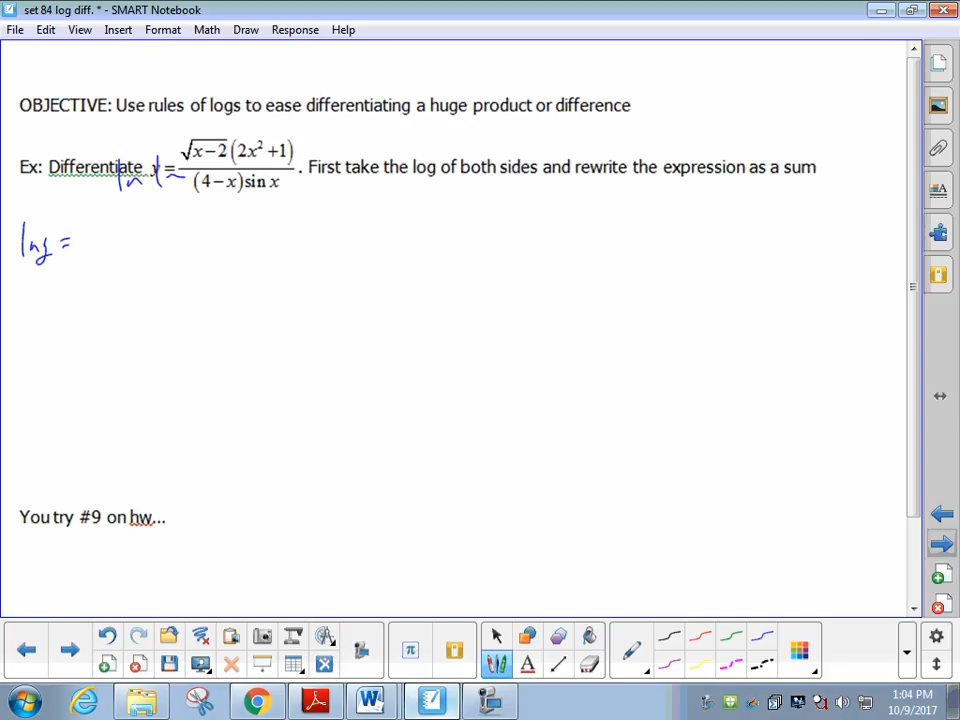 set 84 log diff. * - SMART Notebook
File Edit View Insert Format Math Draw Response Help
OBJECTIVE: Use rules of logs to ease differentiating a huge product or difference
Ex: Differentiate y = √x−2 (2x² +1) / (4−x)sin x . First take the log of both sides and rewrite the expression as a sum
ln
ln y =
You try #9 on hw...
π
A
1:04 PM
10/9/2017